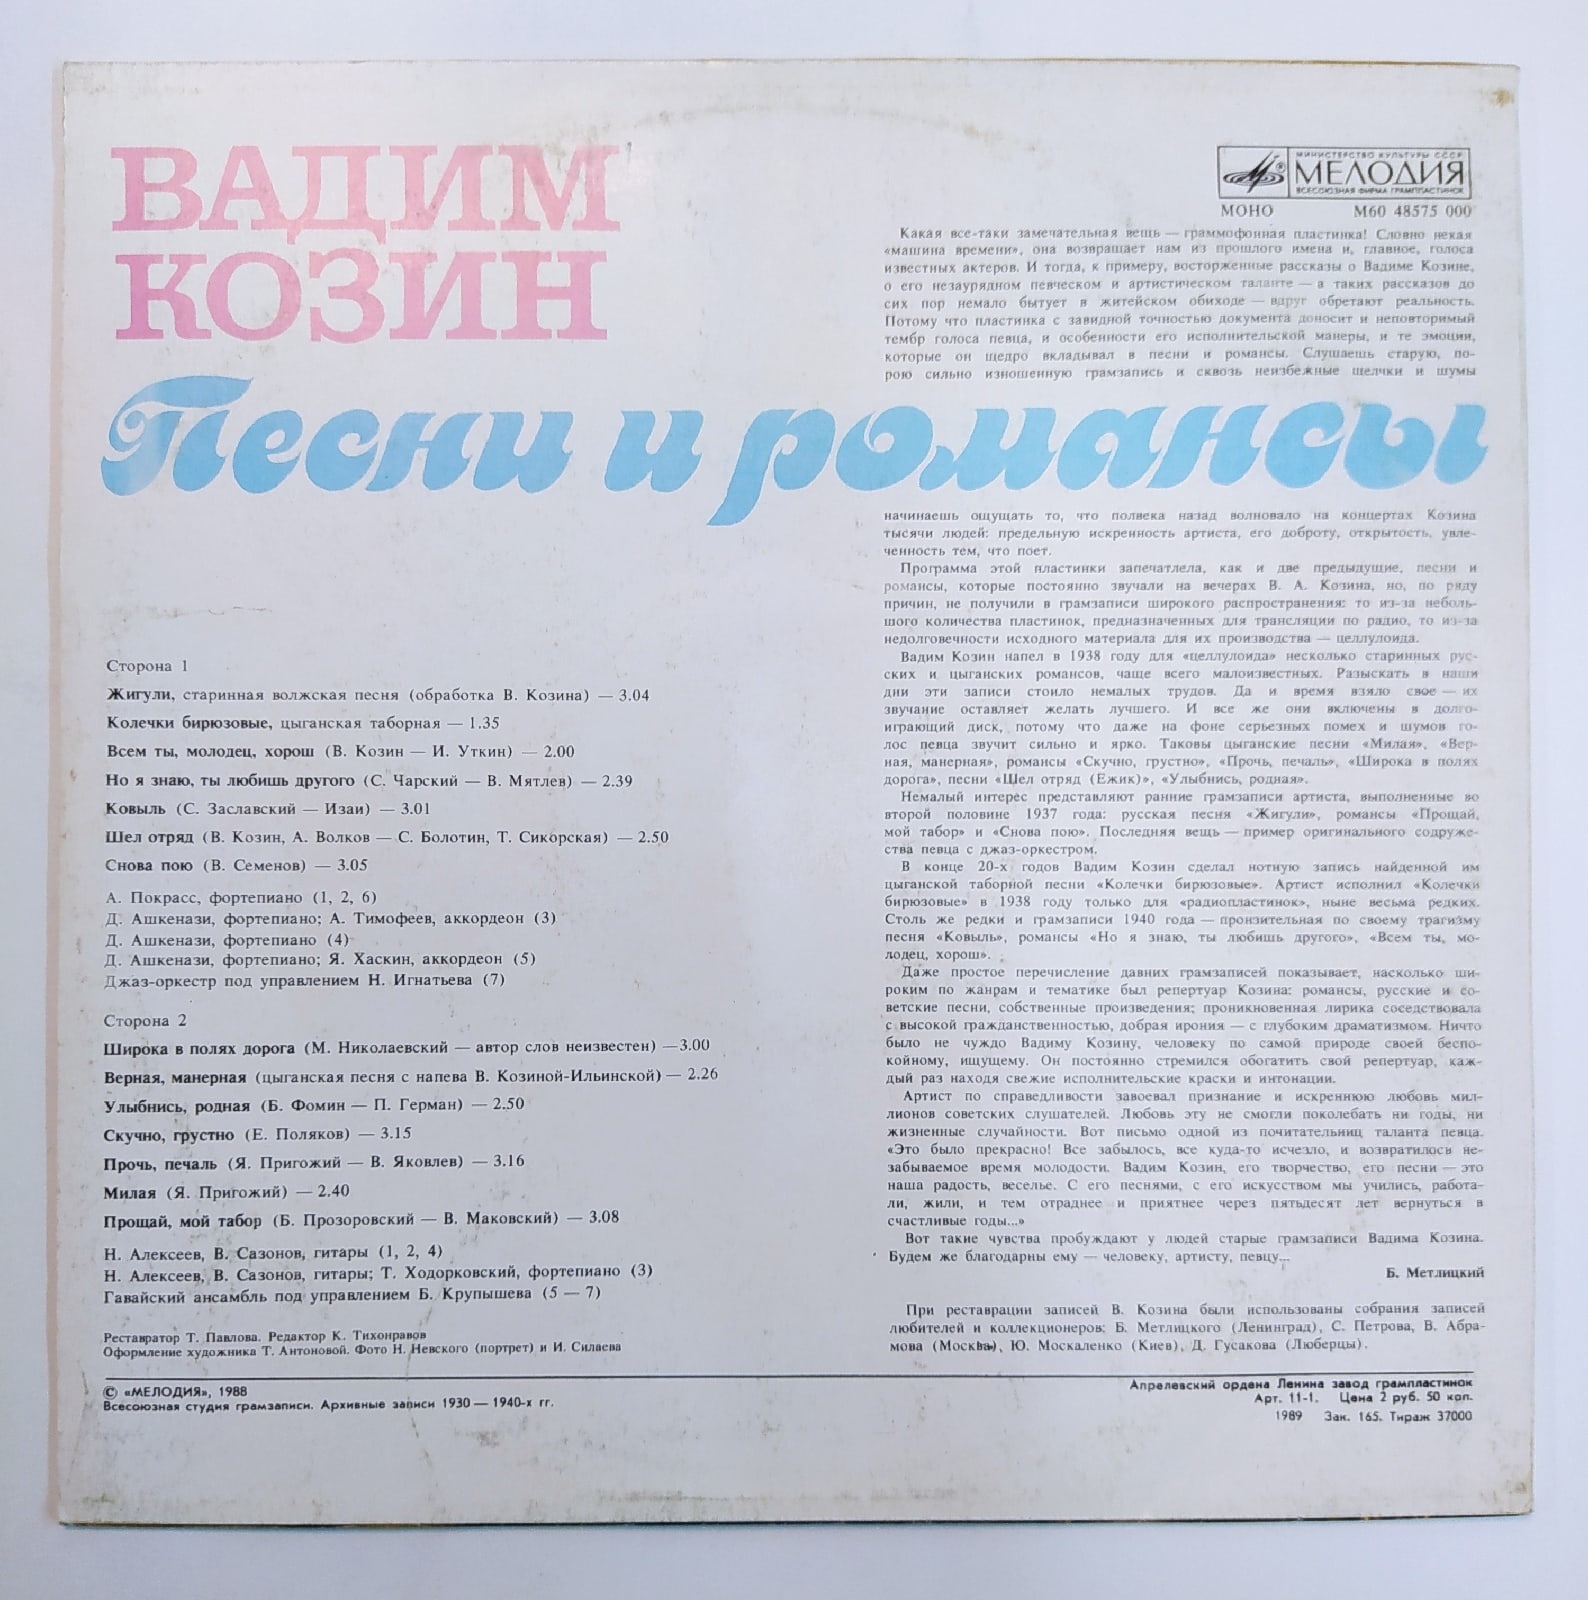 ВАДИМ
КОЗИН
МИНИСТЕРСТВО КУЛЬТУРЫ СССР
МЕЛОДИЯ
ВСЕСОЮЗНАЯ ФИРМА ГРАМПЛАСТИНОК
МОНО М60 48575 000
Какая все-таки замечательная вещь — граммофонная пластинка! Словно некая
«машина времени», она возвращает нам из прошлого имена и, главное, голоса
известных актеров. И тогда, к примеру, восторженные рассказы о Вадиме Козине,
о его незаурядном певческом и артистическом таланте — а таких рассказов до
сих пор немало бытует в житейском обиходе — вдруг обретают реальность.
Потому что пластинка с завидной точностью документа доносит и неповторимый
тембр голоса певца, и особенности его исполнительской манеры, и те эмоции,
которые он щедро вкладывал в песни и романсы. Слушаешь старую, по-
рою сильно изношенную грамзапись и сквозь неизбежные щелчки и шумы
Песни и романсы
начинаешь ощущать то, что полвека назад волновало на концертах Козина
тысячи людей: предельную искренность артиста, его доброту, открытость, увле-
ченность тем, что поет.
Программа этой пластинки запечатлела, как и две предыдущие, песни и
романсы, которые постоянно звучали на вечерах В. А. Козина, но, по ряду
причин, не получили в грамзаписи широкого распространения: то из-за неболь-
шого количества пластинок, предназначенных для трансляции по радио, то из-за
недолговечности исходного материала для их производства — целлулоида.
Вадим Козин напел в 1938 году для «целлулоида» несколько старинных рус-
ских и цыганских романсов, чаще всего малоизвестных. Разыскать в наши
дни эти записи стоило немалых трудов. Да и время взяло свое — их
звучание оставляет желать лучшего. И все же они включены в долго-
играющий диск, потому что даже на фоне серьезных помех и шумов го-
лос певца звучит сильно и ярко. Таковы цыганские песни «Милая», «Вер-
ная, манерная», романсы «Скучно, грустно», «Прочь, печаль», «Широка в полях
дорога», песни «Шел отряд (Ежик)», «Улыбнись, родная».
Немалый интерес представляют ранние грамзаписи артиста, выполненные во
второй половине 1937 года: русская песня «Жигули», романсы «Прощай,
мой табор» и «Снова пою». Последняя вещь — пример оригинального содруже-
ства певца с джаз-оркестром.
В конце 20-х годов Вадим Козин сделал нотную запись найденной им
цыганской таборной песни «Колечки бирюзовые». Артист исполнил «Колечки
бирюзовые» в 1938 году только для «радиопластинок», ныне весьма редких.
Столь же редки и грамзаписи 1940 года — пронзительная по своему трагизму
песня «Ковыль», романсы «Но я знаю, ты любишь другого», «Всем ты, мо-
лодец, хорош».
Даже простое перечисление давних грамзаписей показывает, насколько ши-
роким по жанрам и тематике был репертуар Козина: романсы, русские и со-
ветские песни, собственные произведения; проникновенная лирика соседствовала
с высокой гражданственностью, добрая ирония — с глубоким драматизмом. Ничто
было не чуждо Вадиму Козину, человеку по самой природе своей беспо-
койному, ищущему. Он постоянно стремился обогатить свой репертуар, каж-
дый раз находя свежие исполнительские краски и интонации.
Артист по справедливости завоевал признание и искреннюю любовь мил-
лионов советских слушателей. Любовь эту не смогли поколебать ни годы, ни
жизненные случайности. Вот письмо одной из почитательниц таланта певца.
«Это было прекрасно! Все забылось, все куда-то исчезло, и возвратилось не-
забываемое время молодости. Вадим Козин, его творчество, его песни — это
наша радость, веселье. С его песнями, с его искусством мы учились, работа-
ли, жили, и тем отраднее и приятнее через пятьдесят лет вернуться в
счастливые годы...»
Вот такие чувства пробуждают у людей старые грамзаписи Вадима Козина.
Будем же благодарны ему — человеку, артисту, певцу...
Б. Метлицкий
При реставрации записей В. Козина были использованы собрания записей
любителей и коллекционеров: Б. Метлицкого (Ленинград), С. Петрова, В. Абра-
мова (Москва), Ю. Москаленко (Киев), Д. Гусакова (Люберцы).
Сторона 1
Жигули, старинная волжская песня (обработка В. Козина) — 3.04
Колечки бирюзовые, цыганская таборная — 1.35
Всем ты, молодец, хорош (В. Козин — И. Уткин) — 2.00
Но я знаю, ты любишь другого (С. Чарский — В. Мятлев) — 2.39
Ковыль (С. Заславский — Изаи) — 3.01
Шел отряд (В. Козин, А. Волков — С. Болотин, Т. Сикорская) — 2.50
Снова пою (В. Семенов) — 3.05
А. Покрасс, фортепиано (1, 2, 6)
Д. Ашкенази, фортепиано; А. Тимофеев, аккордеон (3)
Д. Ашкенази, фортепиано (4)
Д. Ашкенази, фортепиано; Я. Хаскин, аккордеон (5)
Джаз-оркестр под управлением Н. Игнатьева (7)
Сторона 2
Широка в полях дорога (М. Николаевский — автор слов неизвестен) —3.00
Верная, манерная (цыганская песня с напева В. Козиной-Ильинской) — 2.26
Улыбнись, родная (Б. Фомин — П. Герман) — 2.50
Скучно, грустно (Е. Поляков) — 3.15
Прочь, печаль (Я. Пригожий — В. Яковлев) — 3.16
Милая (Я. Пригожий) — 2.40
Прощай, мой табор (Б. Прозоровский — В. Маковский) — 3.08
Н. Алексеев, В. Сазонов, гитары (1, 2, 4)
Н. Алексеев, В. Сазонов, гитары; Т. Ходорковский, фортепиано (3)
Гавайский ансамбль под управлением Б. Крупышева (5 — 7)
Реставратор Т. Павлова. Редактор К. Тихонравов
Оформление художника Т. Антоновой. Фото Н. Невского (портрет) и И. Силаева
© «МЕЛОДИЯ», 1988
Всесоюзная студия грамзаписи. Архивные записи 1930 — 1940-х гг.
Апрелевский ордена Ленина завод грампластинок
Арт. 11-1. Цена 2 руб. 50 коп.
1989 Зак. 165. Тираж 37000